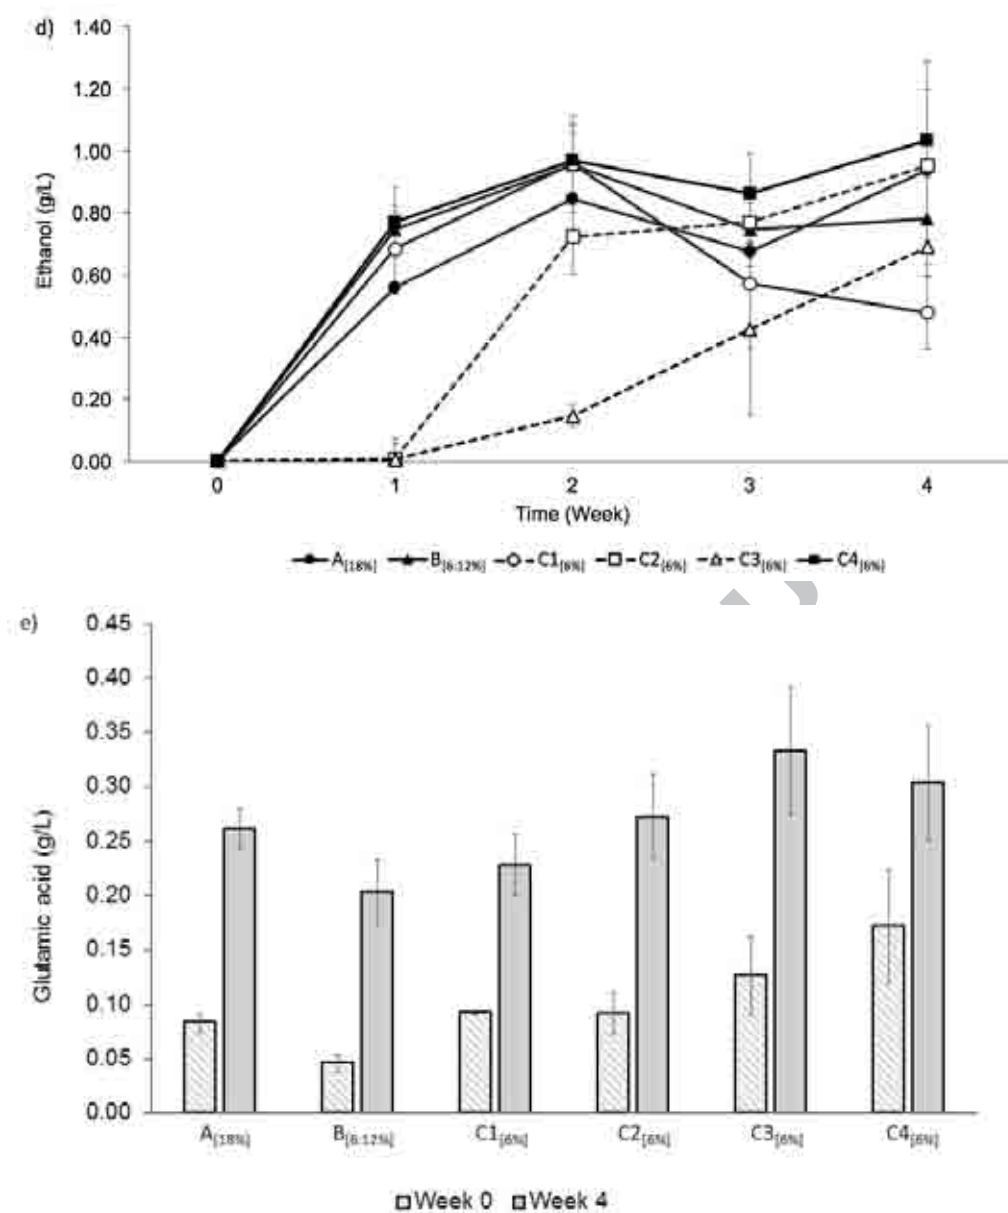 d)
Ethanol (g/L)
1.40
1.20
1.00
0.80
0.60
0.40
0.20
0.00
0 1 2 3 4
Time (Week)
A[18%] B[6:12%] C1[6%] C2[6%] C3[6%] C4[6%]
e)
Glutamic acid (g/L)
0.45
0.40
0.35
0.30
0.25
0.20
0.15
0.10
0.05
0.00
A[18%] B[6:12%] C1[6%] C2[6%] C3[6%] C4[6%]
Week 0 Week 4